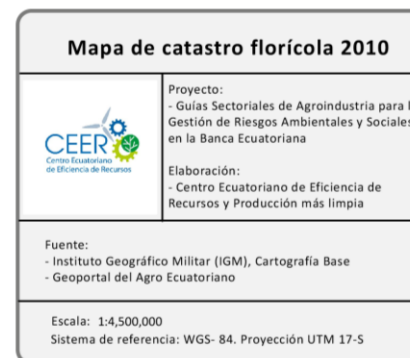 Mapa de catastro florícola 2010
CEER
Centro Ecuatoriano
de Eficiencia de Recursos
Proyecto:
- Guías Sectoriales de Agroindustria para l
Gestión de Riesgos Ambientales y Sociales
en la Banca Ecuatoriana
Elaboración:
- Centro Ecuatoriano de Eficiencia de
Recursos y Producción más limpia
Fuente:
- Instituto Geográfico Militar (IGM), Cartografía Base
- Geoportal del Agro Ecuatoriano
Escala: 1:4,500,000
Sistema de referencia: WGS- 84. Proyección UTM 17-S